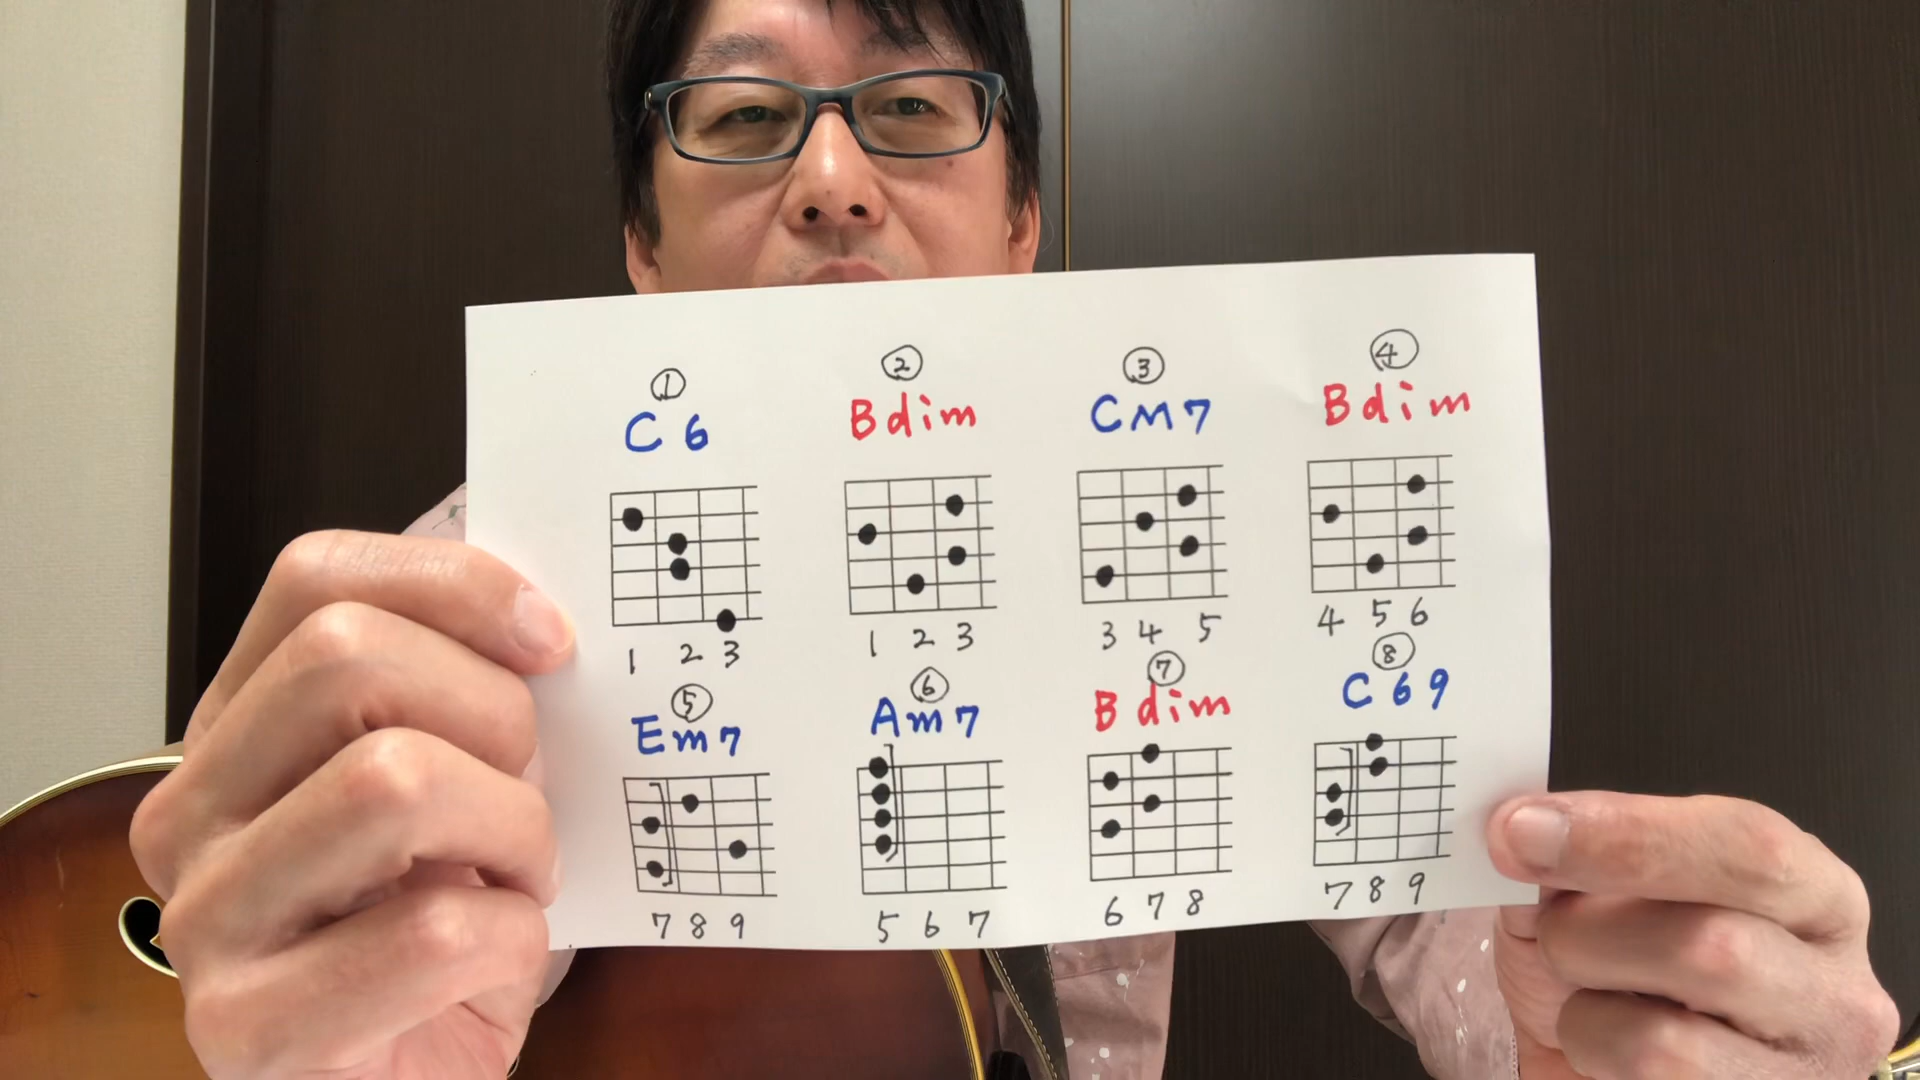 ① ② ③ ④
C6 Bdim CM7 Bdim
1 2 3 1 2 3 3 4 5 4 5 6
⑤ ⑥ ⑦ ⑧
Em7 Am7 Bdim C69
7 8 9 5 6 7 6 7 8 7 8 9